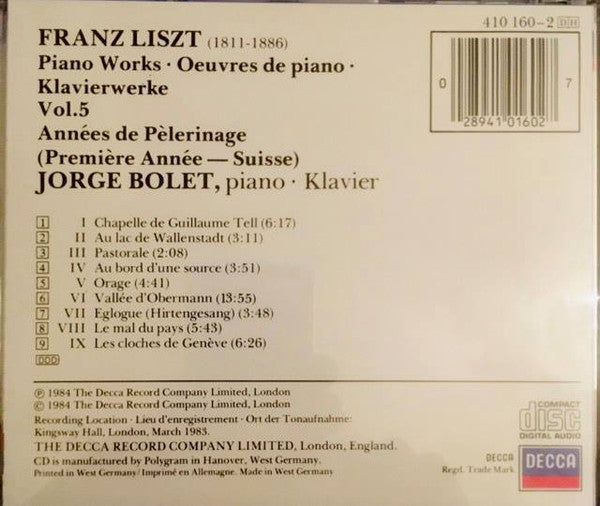 410 160-2 DH
FRANZ LISZT (1811-1886)
Piano Works · Oeuvres de piano ·
Klavierwerke
Vol.5
Années de Pèlerinage
(Première Année — Suisse)
JORGE BOLET, piano · Klavier
0 28941 01602 7
1 I Chapelle de Guillaume Tell (6:17)
2 II Au lac de Wallenstadt (3:11)
3 III Pastorale (2:08)
4 IV Au bord d'une source (3:51)
5 V Orage (4:41)
6 VI Vallée d'Obermann (13:55)
7 VII Eglogue (Hirtengesang) (3:48)
8 VIII Le mal du pays (5:43)
9 IX Les cloches de Genève (6:26)
DDD
℗ 1984 The Decca Record Company Limited, London
© 1984 The Decca Record Company Limited, London
Recording Location · Lieu d'enregistrement · Ort der Tonaufnahme:
Kingsway Hall, London, March 1983.
THE DECCA RECORD COMPANY LIMITED, London, England.
CD is manufactured by Polygram in Hanover, West Germany.
Printed in West Germany/Imprimé en Allemagne. Made in West Germany
COMPACT
disc
DIGITAL AUDIO
DECCA
Regd. Trade Mark
DECCA